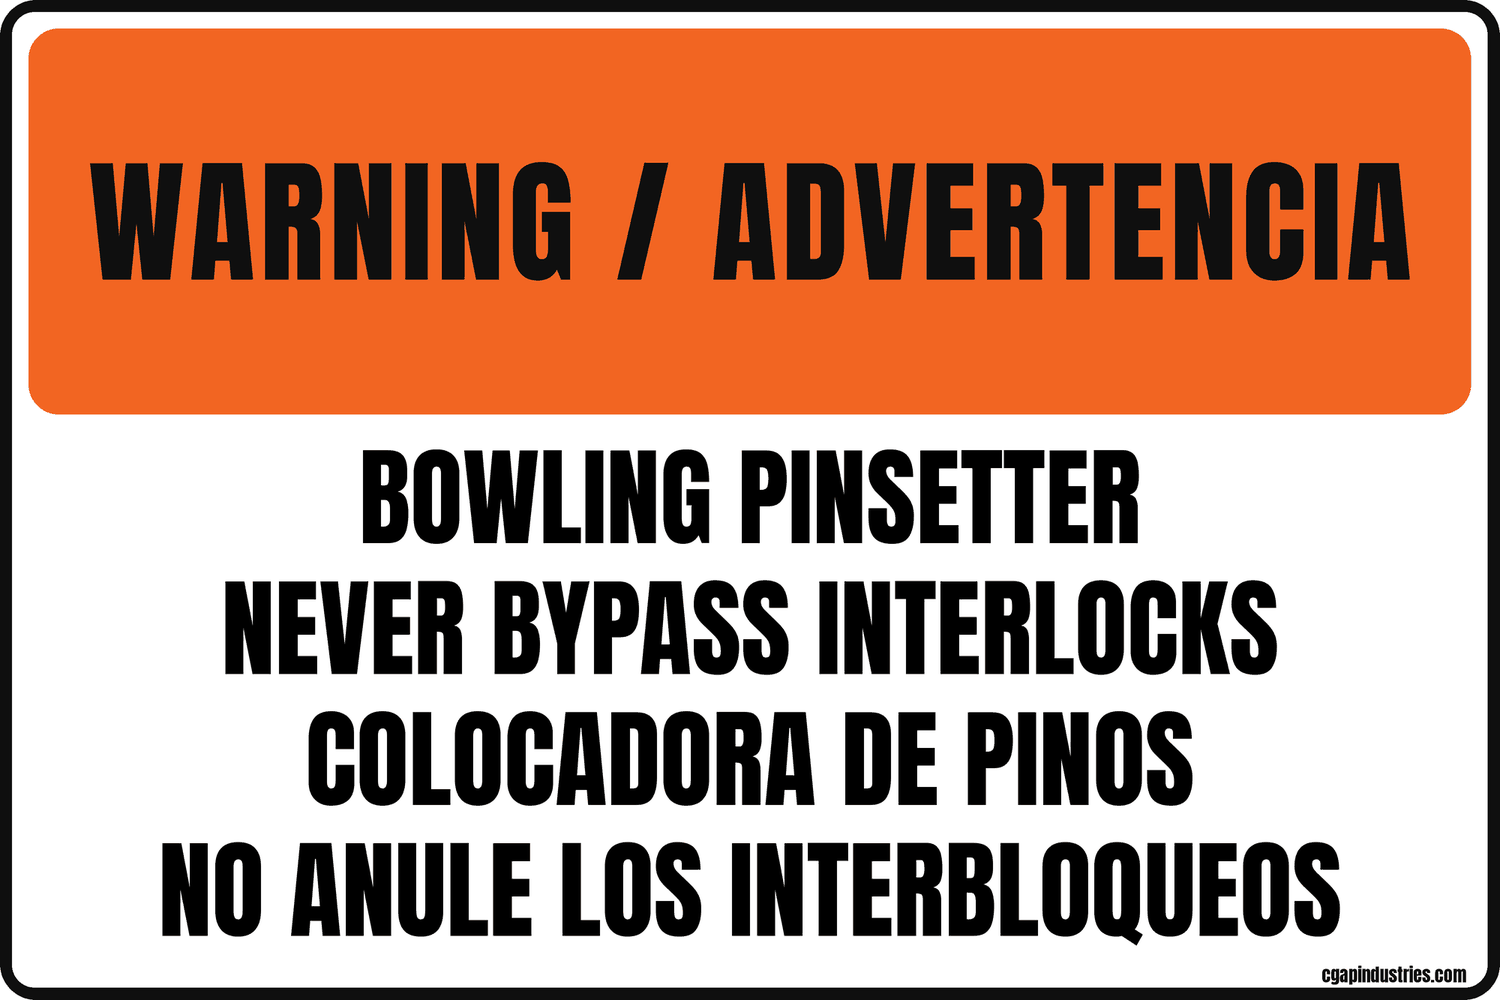 WARNING / ADVERTENCIA
BOWLING PINSETTER
NEVER BYPASS INTERLOCKS
COLOCADORA DE PINOS
NO ANULE LOS INTERBLOQUEOS
cgapindustries.com